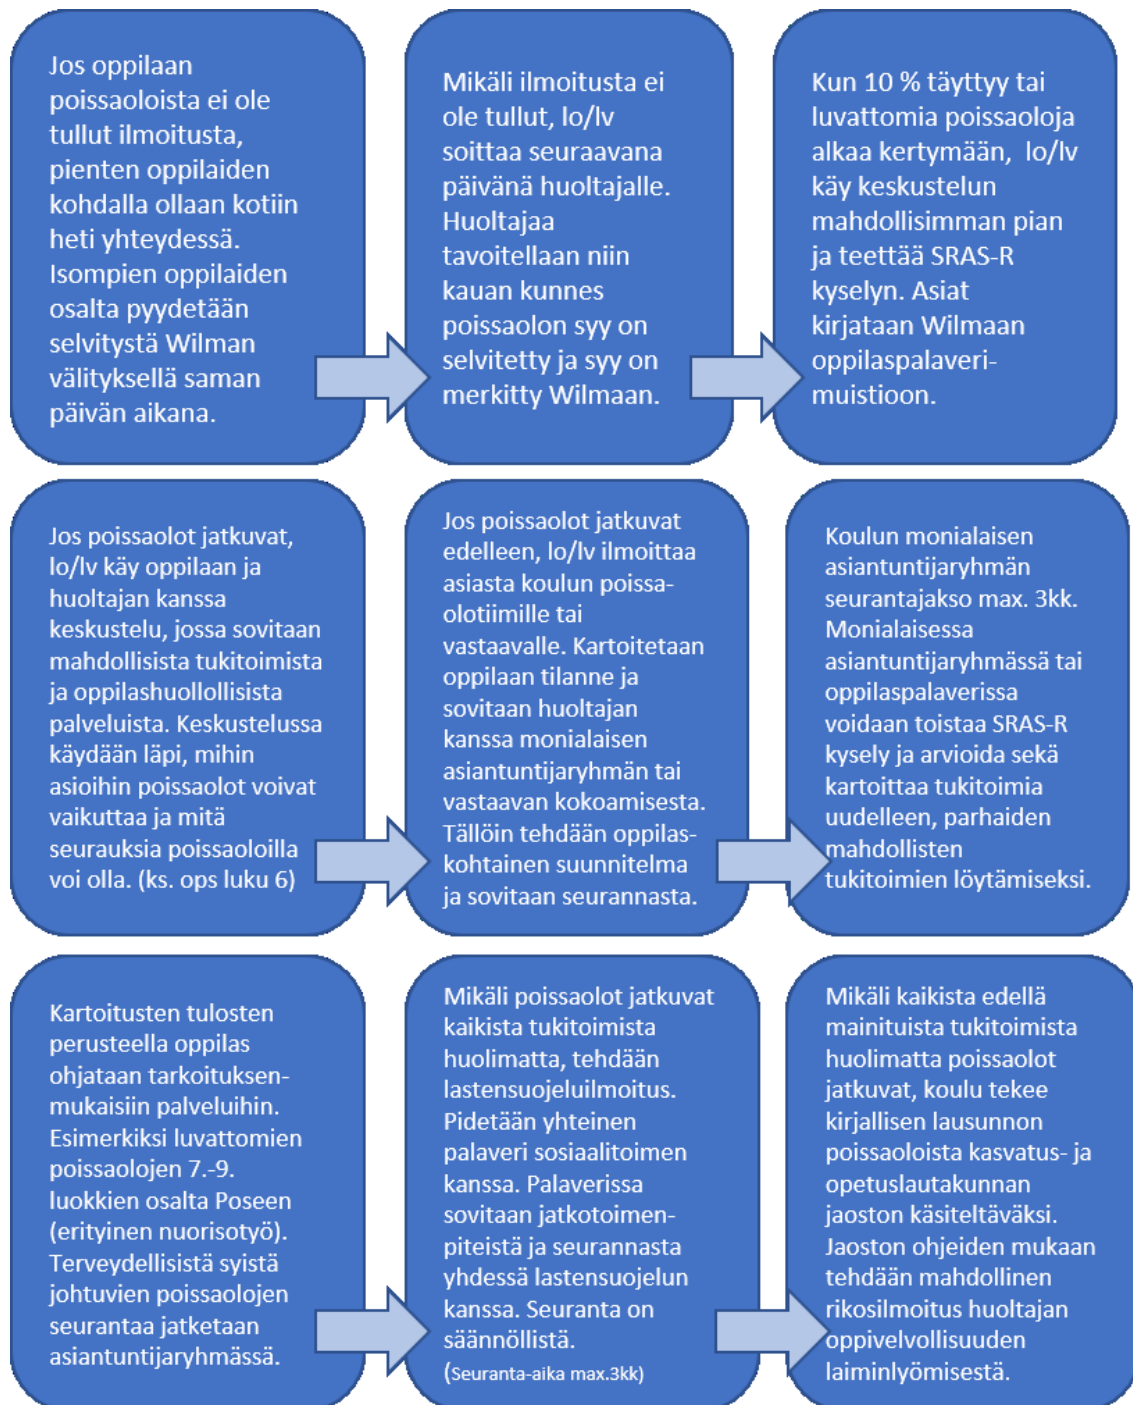 Jos oppilaan
poissaoloista ei ole
tullut ilmoitusta,
pienten oppilaiden
kohdalla ollaan kotiin
heti yhteydessä.
Isompien oppilaiden
osalta pyydetään
selvitystä Wilman
välityksellä saman
päivän aikana.
Mikäli ilmoitusta ei
ole tullut, lo/lv
soittaa seuraavana
päivänä huoltajalle.
Huoltajaa
tavoitellaan niin
kauan kunnes
poissaolon syy on
selvitetty ja syy on
merkitty Wilmaan.
Kun 10 % täyttyy tai
luvattomia poissaoloja
alkaa kertymään, lo/lv
käy keskustelun
mahdollisimman pian
ja teettää SRAS-R
kyselyn. Asiat
kirjataan Wilmaan
oppilaspalaveri-
muistioon.
Jos poissaolot jatkuvat,
lo/lv käy oppilaan ja
huoltajan kanssa
keskustelu, jossa sovitaan
mahdollisista tukitoimista
ja oppilashuollollisista
palveluista. Keskustelussa
käydään läpi, mihin
asioihin poissaolot voivat
vaikuttaa ja mitä
seurauksia poissaoloilla
voi olla. (ks. ops luku 6)
Jos poissaolot jatkuvat
edelleen, lo/lv ilmoittaa
asiasta koulun poissa-
olotiimille tai
vastaavalle. Kartoitetaan
oppilaan tilanne ja
sovitaan huoltajan
kanssa monialaisen
asiantuntijaryhmän tai
vastaavan kokoamisesta.
Tällöin tehdään oppilas-
kohtainen suunnitelma
ja sovitaan seurannasta.
Koulun monialaisen
asiantuntijaryhmän
seurantajakso max. 3kk.
Monialaisessa
asiantuntijaryhmässä tai
oppilaspalaverissa
voidaan toistaa SRAS-R
kysely ja arvioida sekä
kartoittaa tukitoimia
uudelleen, parhaiden
mahdollisten
tukitoimien löytämiseksi.
Kartoitusten tulosten
perusteella oppilas
ohjataan tarkoituksen-
mukaisiin palveluihin.
Esimerkiksi luvattomien
poissaolojen 7.-9.
luokkien osalta Poseen
(erityinen nuorisotyö).
Terveydellisistä syistä
johtuvien poissaolojen
seurantaa jatketaan
asiantuntijaryhmässä.
Mikäli poissaolot jatkuvat
kaikista tukitoimista
huolimatta, tehdään
lastensuojeluilmoitus.
Pidetään yhteinen
palaveri sosiaalitoimen
kanssa. Palaverissa
sovitaan jatkotoimen-
piteistä ja seurannasta
yhdessä lastensuojelun
kanssa. Seuranta on
säännöllistä.
(Seuranta-aika max.3kk)
Mikäli kaikista edellä
mainituista tukitoimista
huolimatta poissaolot
jatkuvat, koulu tekee
kirjallisen lausunnon
poissaoloista kasvatus- ja
opetuslautakunnan
jaoston käsiteltäväksi.
Jaoston ohjeiden mukaan
tehdään mahdollinen
rikosilmoitus huoltajan
oppivelvollisuuden
laiminlyömisestä.